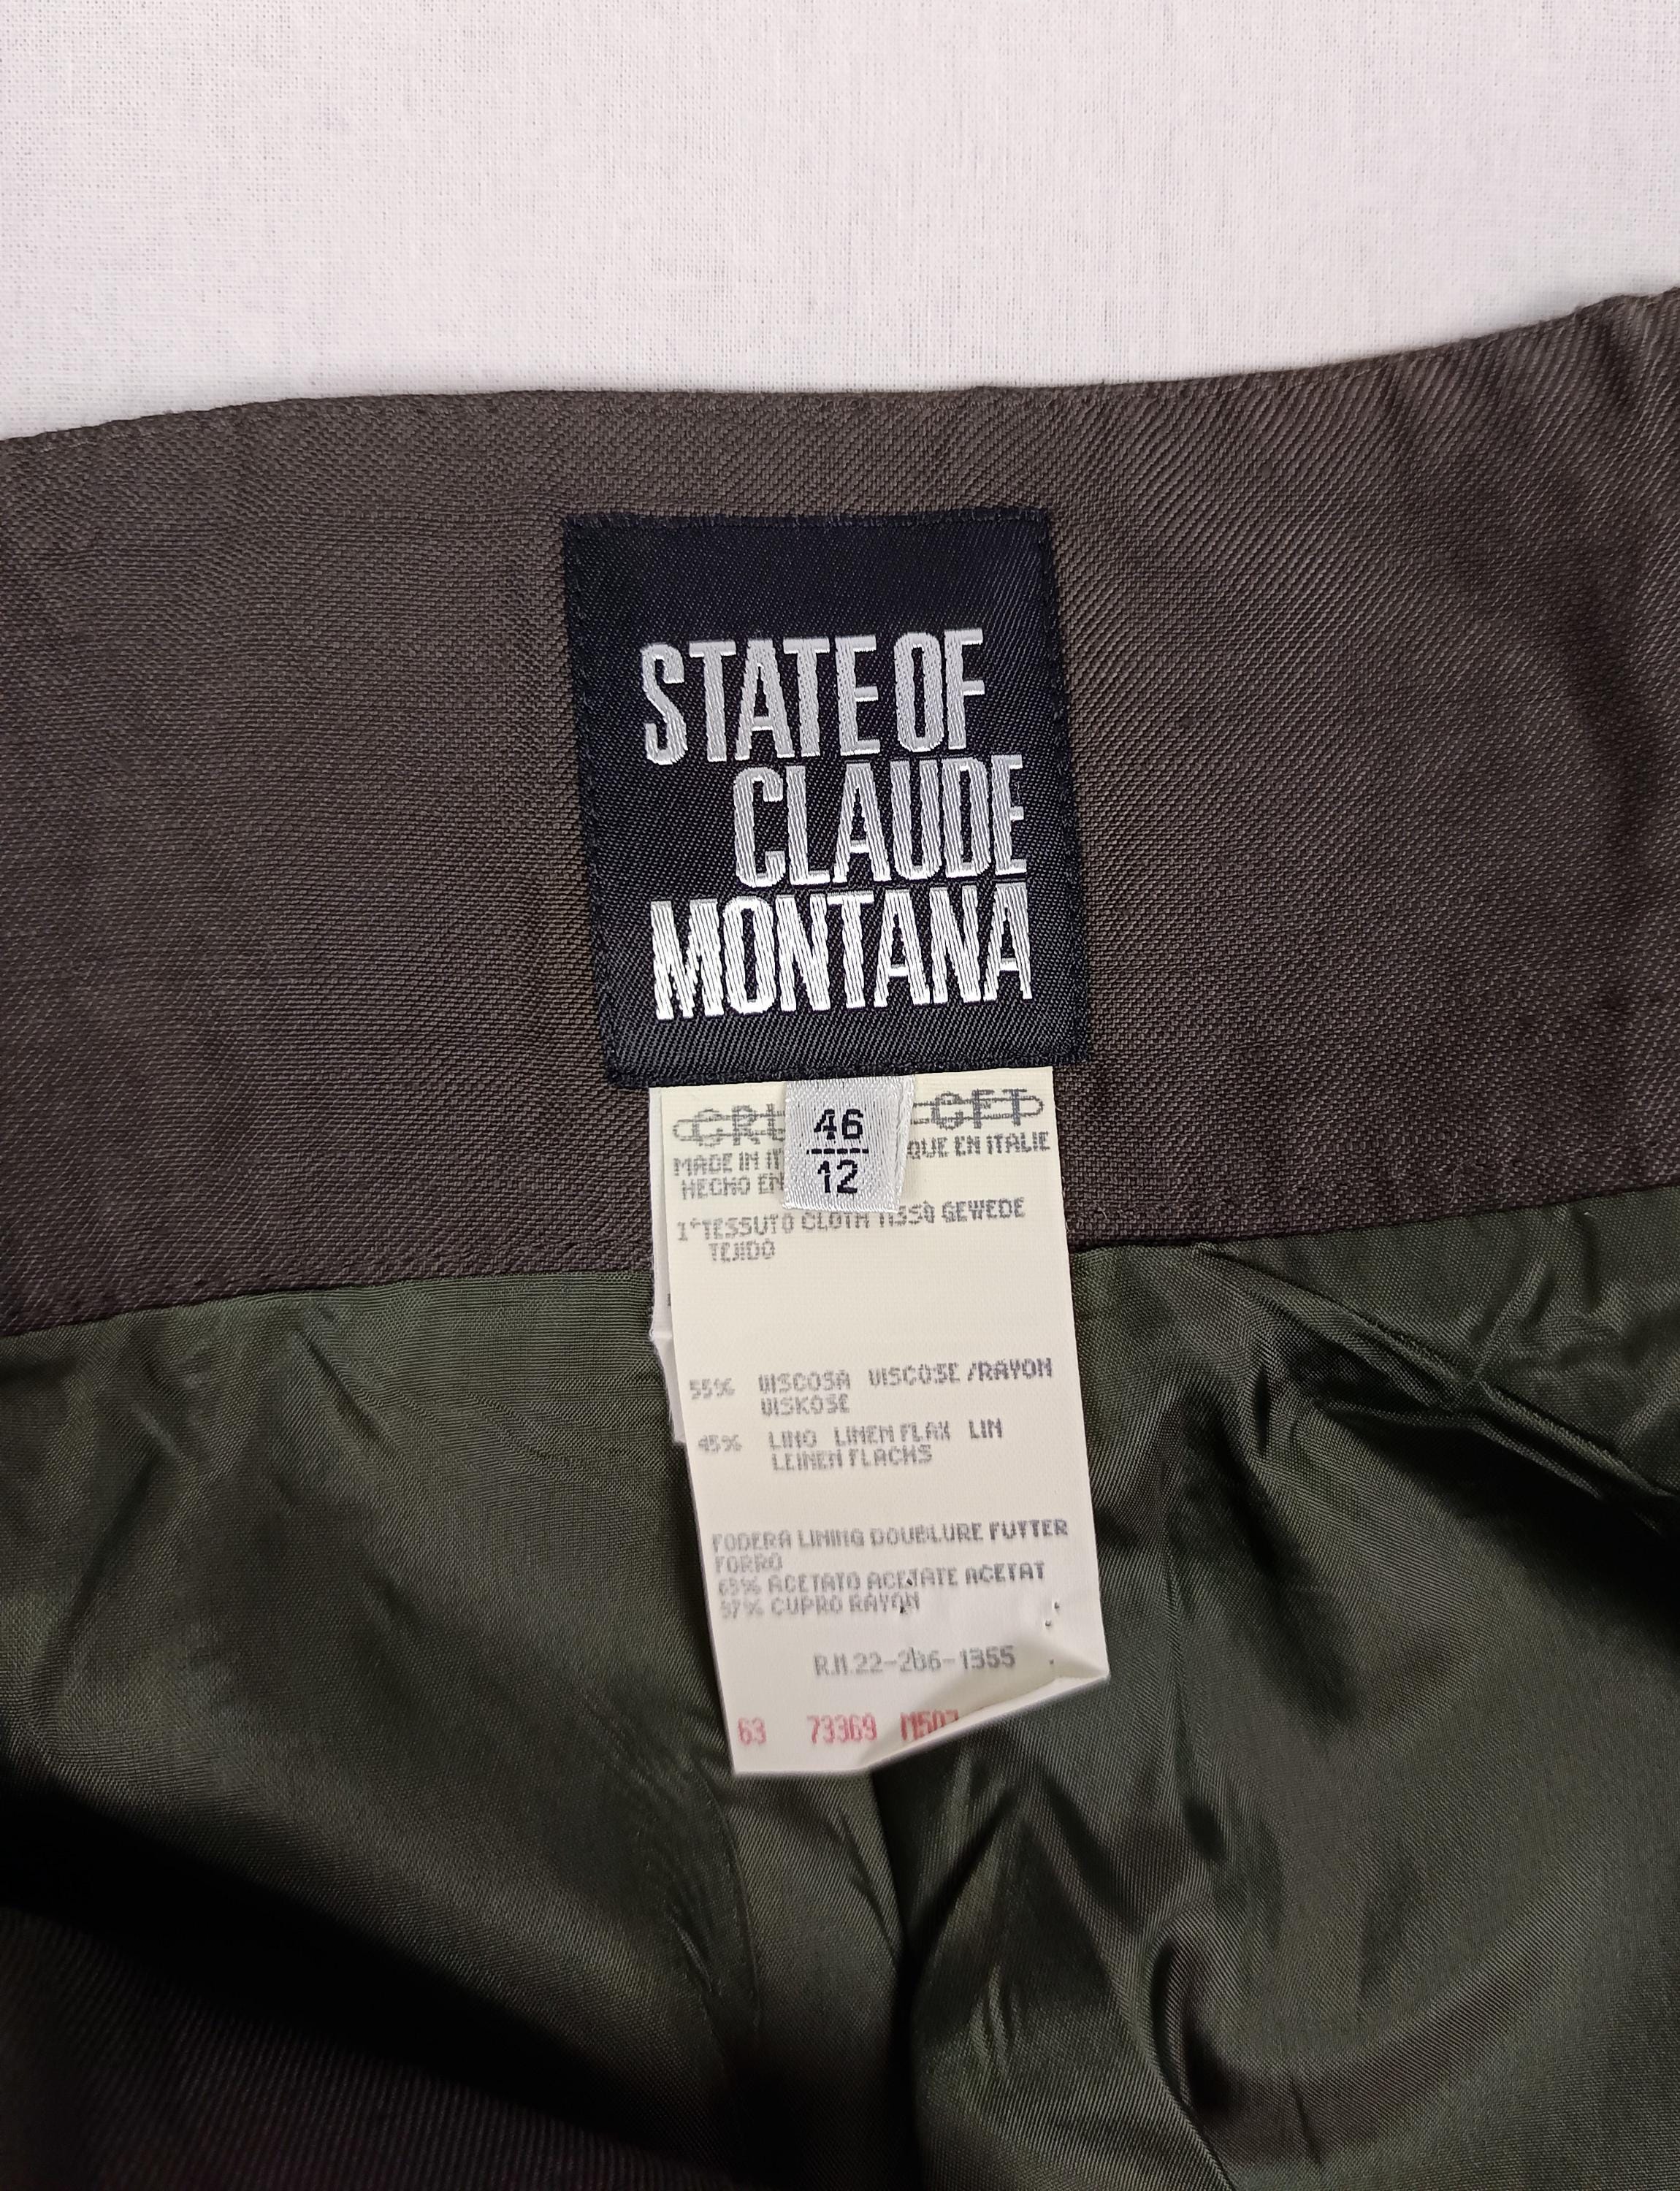 STATE OF
CLAUDE
MONTANA
46
12
GFT
MADE IN QUE EN ITALIE
HECHO EN
1°TESSUTO CLOTH TISSU GEWEDE
TEJIDO
55% VISCOSA VISCOSE/RAYON
VISKOSE
45% LINO LINEN FLAX LIN
LEINEN FLACHS
FODERA LINING DOUBLURE FUTTER
FORRO
ACETATO ACETATE ACETAT
CUPRO RAYON
R.N.22-206-1355
63 73369 M507